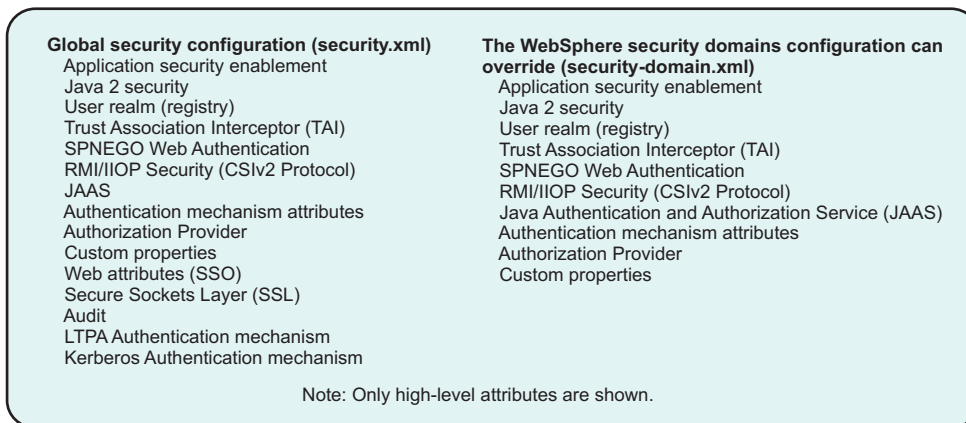 Global security configuration (security.xml)
Application security enablement
Java 2 security
User realm (registry)
Trust Association Interceptor (TAI)
SPNEGO Web Authentication
RMI/IIOP Security (CSIv2 Protocol)
JAAS
Authentication mechanism attributes
Authorization Provider
Custom properties
Web attributes (SSO)
Secure Sockets Layer (SSL)
Audit
LTPA Authentication mechanism
Kerberos Authentication mechanism
The WebSphere security domains configuration can
override (security-domain.xml)
Application security enablement
Java 2 security
User realm (registry)
Trust Association Interceptor (TAI)
SPNEGO Web Authentication
RMI/IIOP Security (CSIv2 Protocol)
Java Authentication and Authorization Service (JAAS)
Authentication mechanism attributes
Authorization Provider
Custom properties
Note: Only high-level attributes are shown.